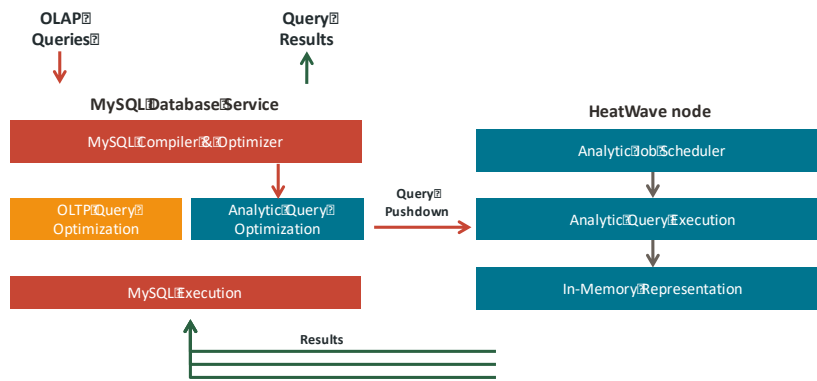 OLAP
Queries
Query
Results
MySQL Database Service
HeatWave node
MySQL Compiler & Optimizer
Analytic Job Scheduler
OLTP Query
Optimization
Analytic Query
Optimization
Query
Pushdown
Analytic Query Execution
MySQL Execution
In-Memory Representation
Results